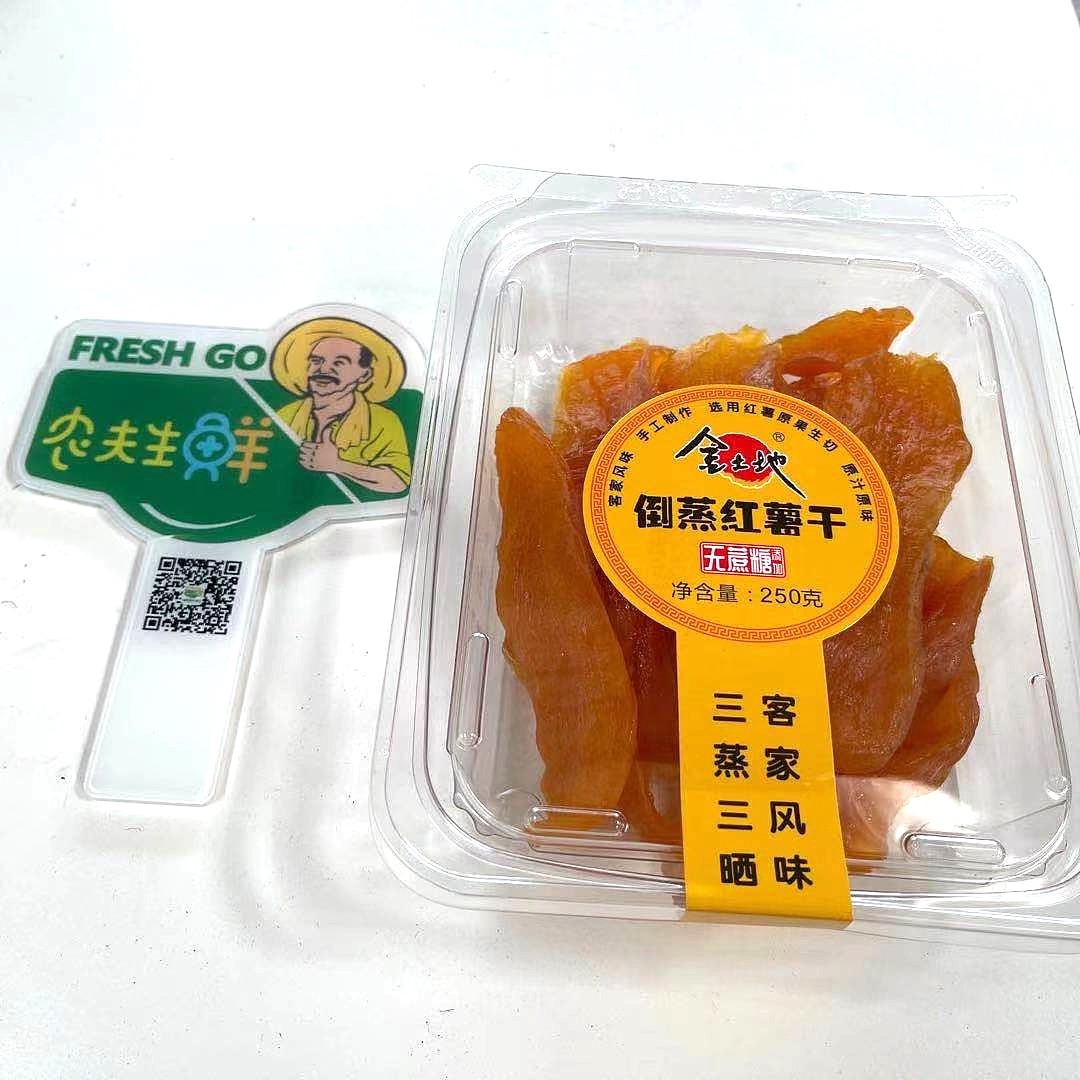 FRESH GO
农夫生鲜
客家风味 手工制作 选用红薯原果生切 原汁原味
金土地®
倒蒸红薯干
无蔗糖添加
净含量：250克
客家风味
三蒸三晒